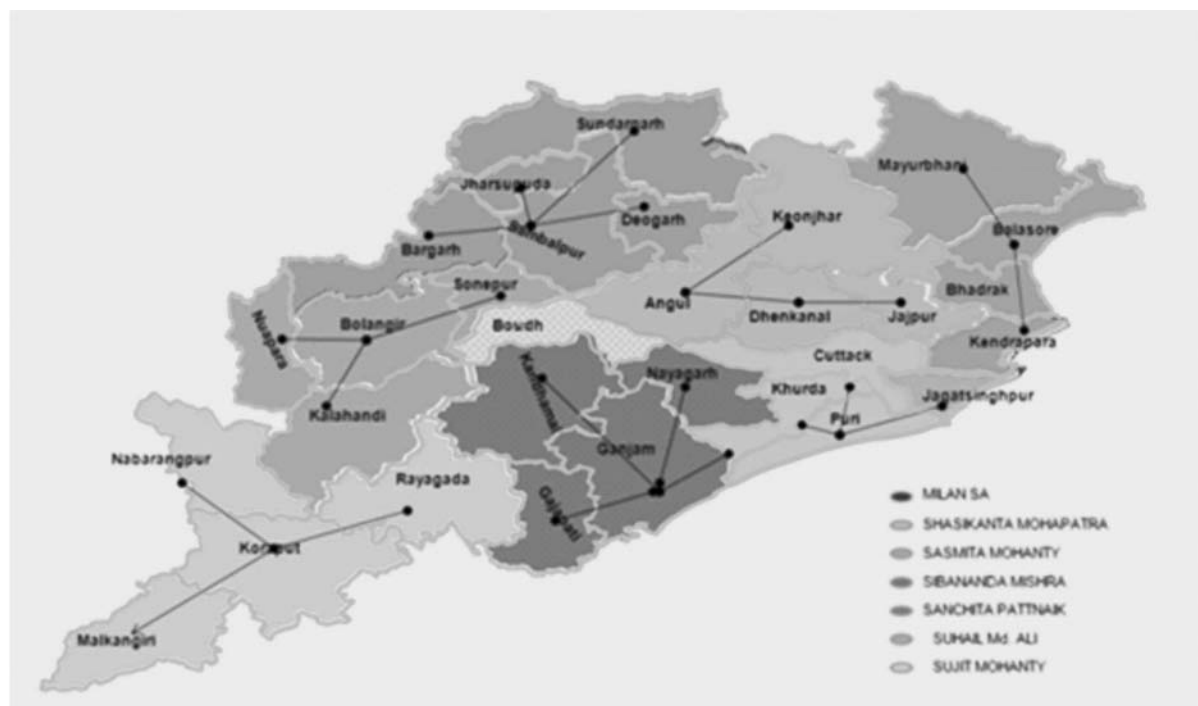 Sundargarh
Mayurbhanj
Jharsuguda
Keonjhar
Deogarh
Bargarh
Sambalpur
Balasore
Sonepur
Bhadrak
Angul
Dhenkanal
Jajpur
Nuapara
Bolangir
Boudh
Kendrapara
Cuttack
Kandhamal
Nayagarh
Khurda
Jagatsinghpur
Kalahandi
Puri
Ganjam
Nabarangpur
Rayagada
Gajpati
Koraput
Malkangiri
MILAN SA
SHASIKANTA MOHAPATRA
SASMITA MOHANTY
SIBANANDA MISHRA
SANCHITA PATTNAIK
SUHAIL Md. ALI
SUJIT MOHANTY